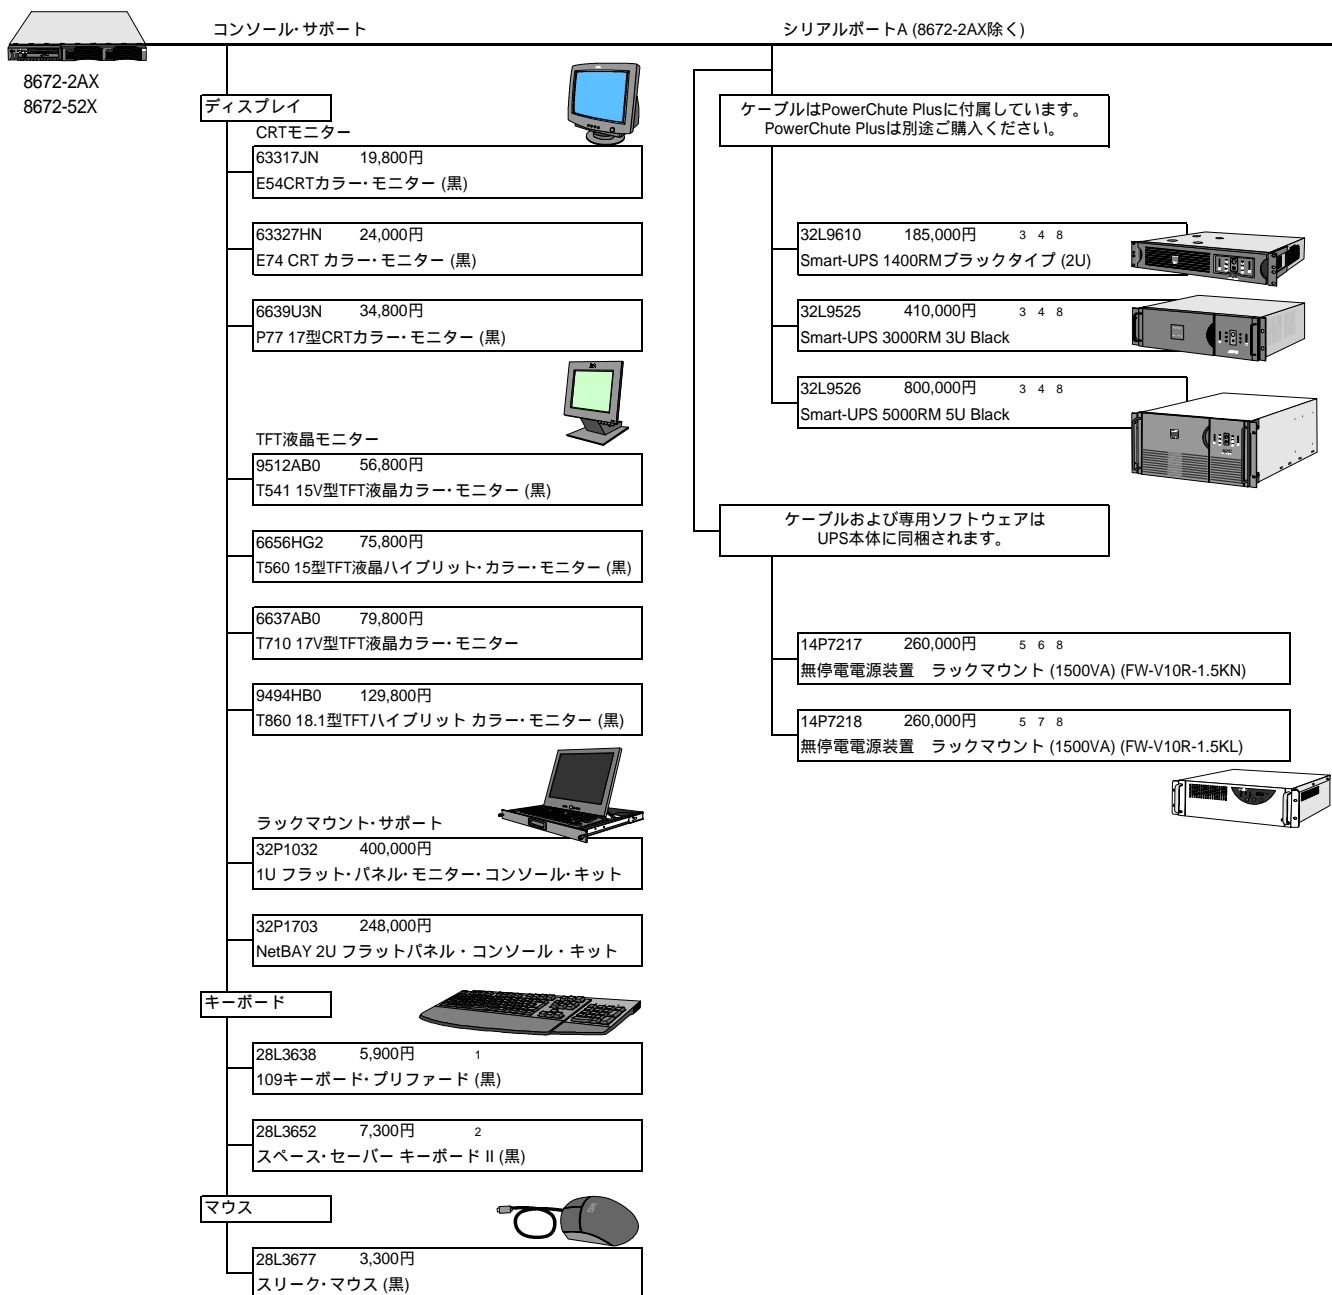 コンソール・サポート
シリアルポートA (8672-2AX除く)
8672-2AX
8672-52X
ディスプレイ
CRTモニター
63317JN 19,800円
E54CRTカラー・モニター (黒)
63327HN 24,000円
E74 CRT カラー・モニター (黒)
6639U3N 34,800円
P77 17型CRTカラー・モニター (黒)
TFT液晶モニター
9512AB0 56,800円
T541 15V型TFT液晶カラー・モニター (黒)
6656HG2 75,800円
T560 15型TFT液晶ハイブリット・カラー・モニター (黒)
6637AB0 79,800円
T710 17V型TFT液晶カラー・モニター
9494HB0 129,800円
T860 18.1型TFTハイブリット カラー・モニター (黒)
ラックマウント・サポート
32P1032 400,000円
1U フラット・パネル・モニター・コンソール・キット
32P1703 248,000円
NetBAY 2U フラットパネル・コンソール・キット
キーボード
28L3638 5,900円 1
109キーボード・プリファード (黒)
28L3652 7,300円 2
スペース・セーバー キーボード II (黒)
マウス
28L3677 3,300円
スリーク・マウス (黒)
ケーブルはPowerChute Plusに付属しています。
PowerChute Plusは別途ご購入ください。
32L9610 185,000円 3 4 8
Smart-UPS 1400RMブラックタイプ (2U)
32L9525 410,000円 3 4 8
Smart-UPS 3000RM 3U Black
32L9526 800,000円 3 4 8
Smart-UPS 5000RM 5U Black
ケーブルおよび専用ソフトウェアは
UPS本体に同梱されます。
14P7217 260,000円 5 6 8
無停電電源装置　ラックマウント (1500VA) (FW-V10R-1.5KN)
14P7218 260,000円 5 7 8
無停電電源装置　ラックマウント (1500VA) (FW-V10R-1.5KL)